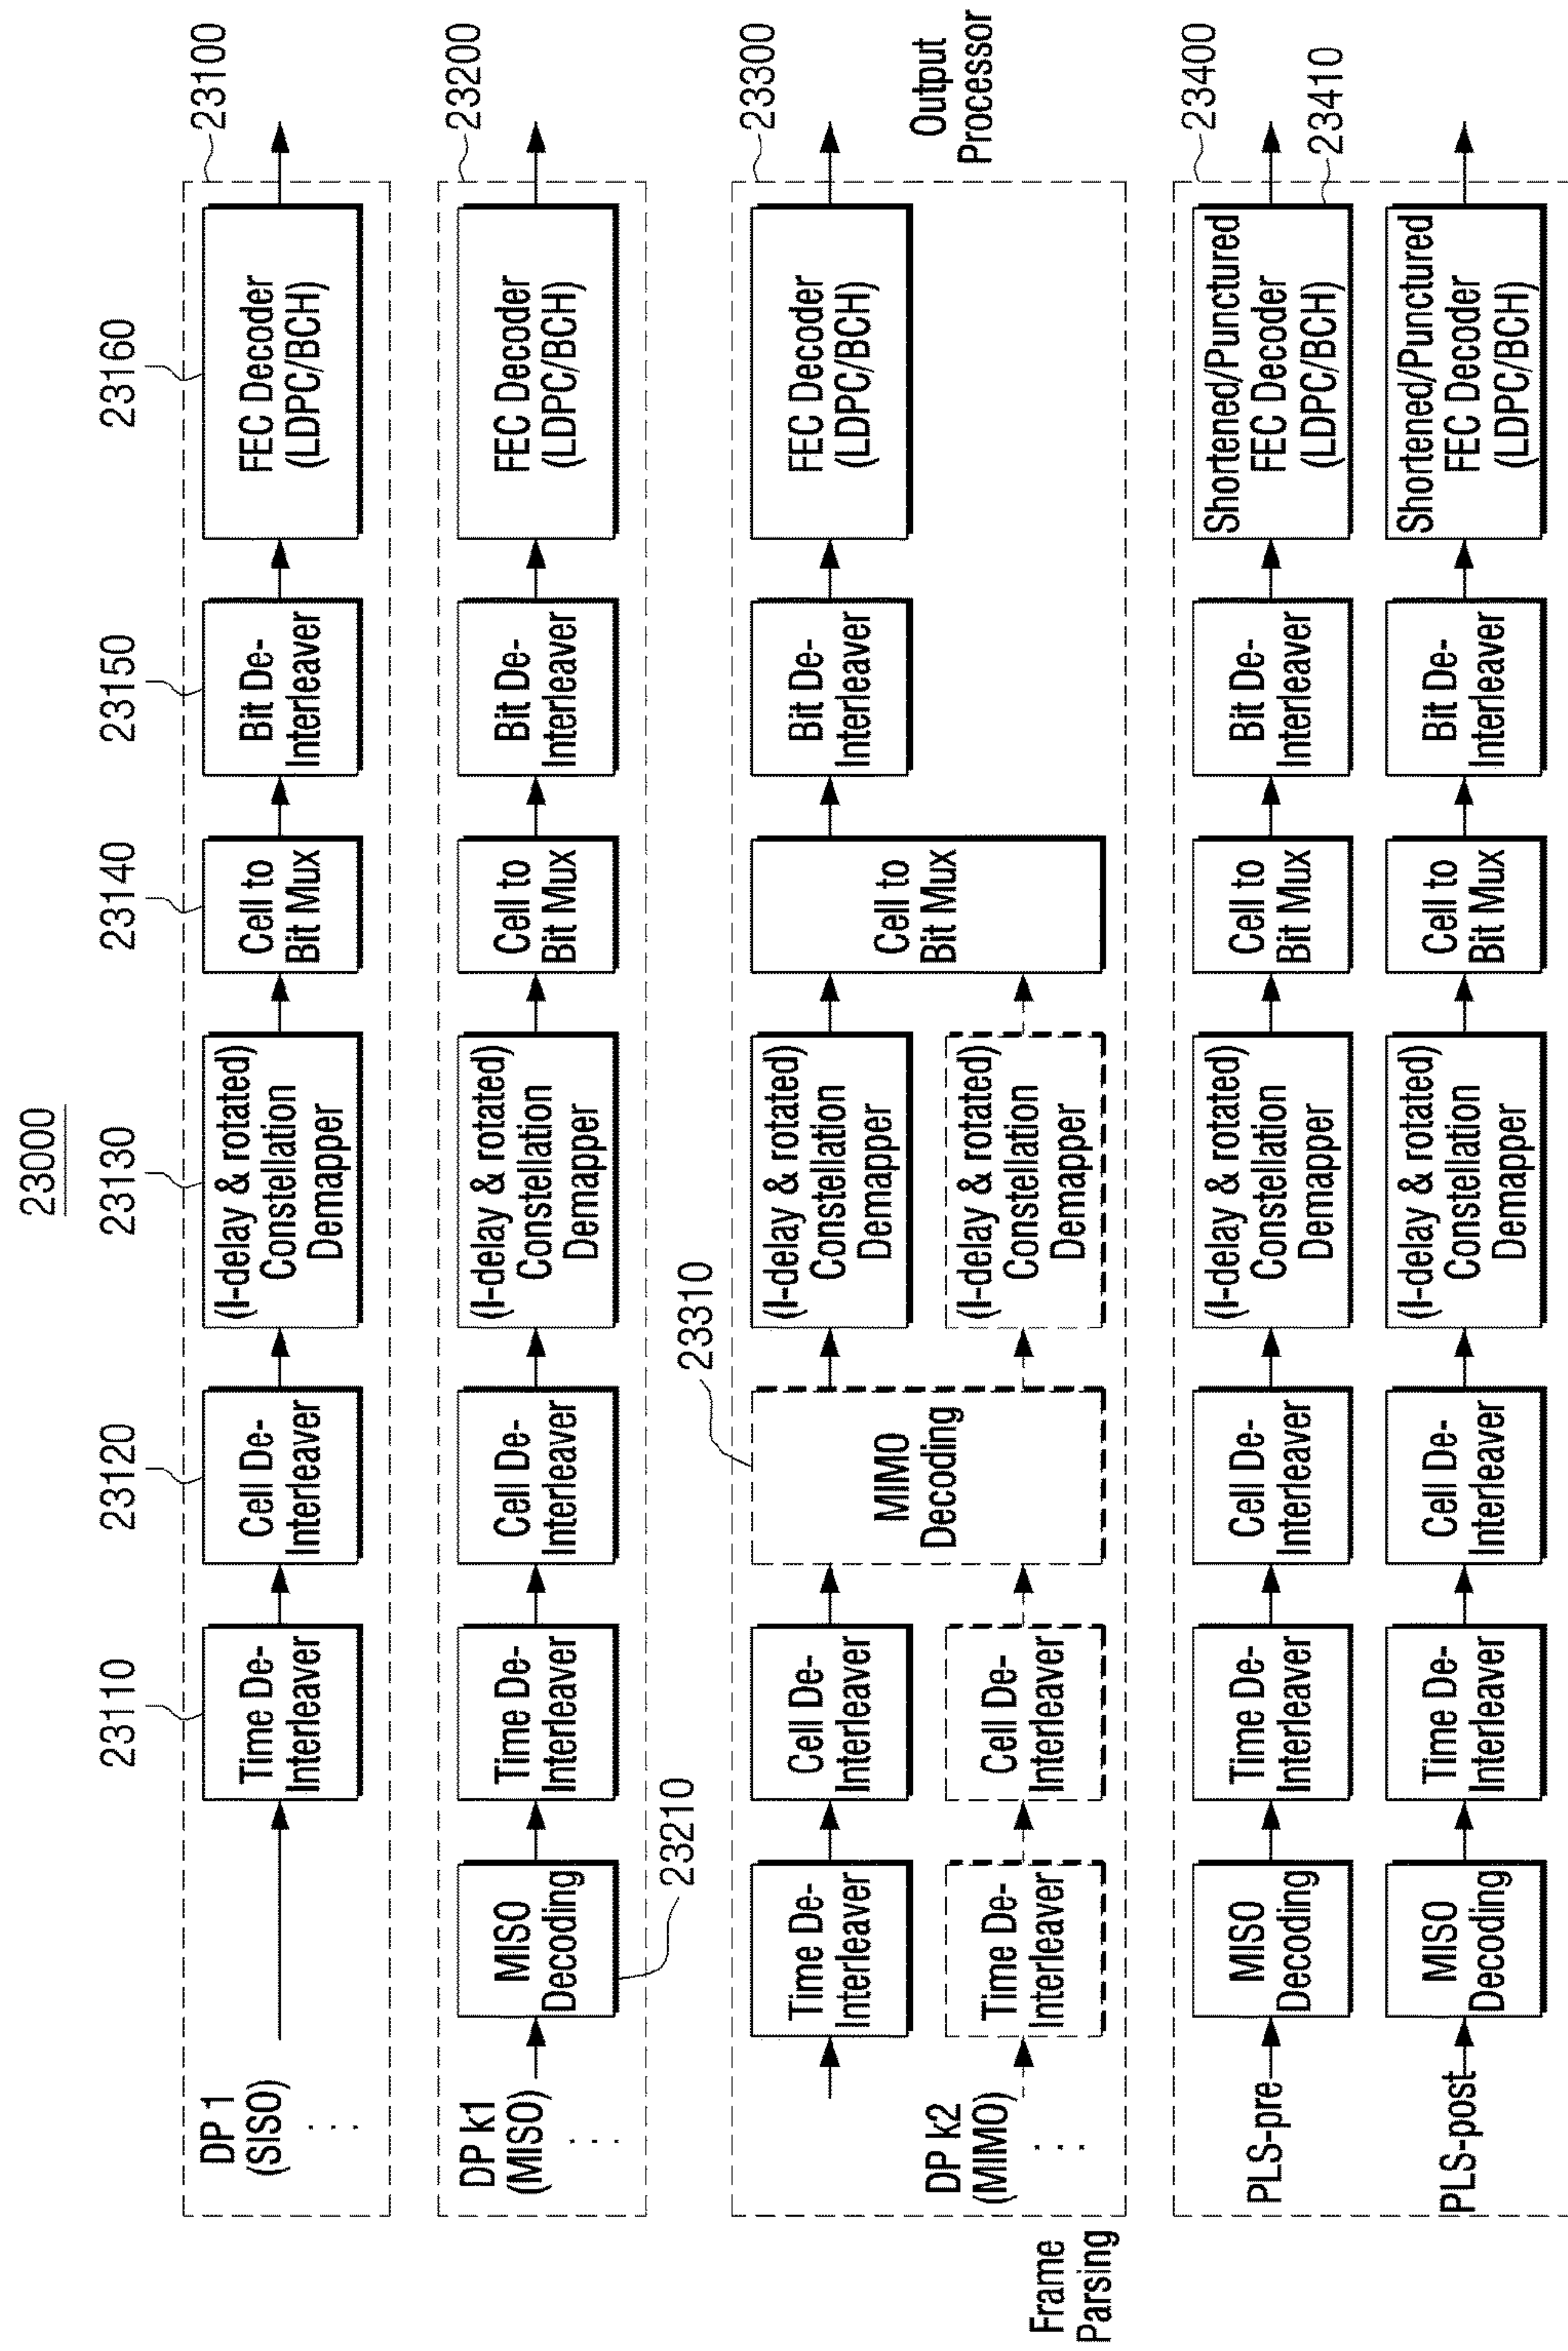 23000
23110
23120
23130
23140
23150
23160
23100
DP 1
(SISO)
⋮
Time De-
Interleaver
Cell De-
Interleaver
(I-delay & rotated)
Constellation
Demapper
Cell to
Bit Mux
Bit De-
Interleaver
FEC Decoder
(LDPC/BCH)
23200
DP k1
(MISO)
⋮
MISO
Decoding
23210
Time De-
Interleaver
Cell De-
Interleaver
(I-delay & rotated)
Constellation
Demapper
Cell to
Bit Mux
Bit De-
Interleaver
FEC Decoder
(LDPC/BCH)
23310
23300
Time De-
Interleaver
Cell De-
Interleaver
MIMO
Decoding
(I-delay & rotated)
Constellation
Demapper
Cell to
Bit Mux
Bit De-
Interleaver
FEC Decoder
(LDPC/BCH)
Output
Processor
DP k2
(MIMO)
⋮
Time De-
Interleaver
Cell De-
Interleaver
(I-delay & rotated)
Constellation
Demapper
Frame
Parsing
23400
PLS-pre
MISO
Decoding
Time De-
Interleaver
Cell De-
Interleaver
(I-delay & rotated)
Constellation
Demapper
Cell to
Bit Mux
Bit De-
Interleaver
Shortened/Punctured
FEC Decoder
(LDPC/BCH)
23410
PLS-post
MISO
Decoding
Time De-
Interleaver
Cell De-
Interleaver
(I-delay & rotated)
Constellation
Demapper
Cell to
Bit Mux
Bit De-
Interleaver
Shortened/Punctured
FEC Decoder
(LDPC/BCH)